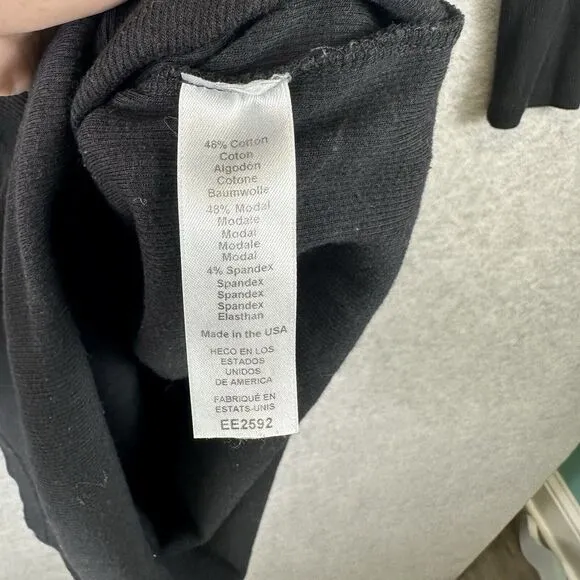 48% Cotton
Coton
Algodón
Cotone
Baumwolle
48% Modal
Modale
Modal
Modale
Modal
4% Spandex
Spandex
Spandex
Spandex
Elasthan
Made in the USA
HECO EN LOS
ESTADOS
UNIDOS
DE AMERICA
FABRIQUÉ EN
ESTATS-UNIS
EE2592